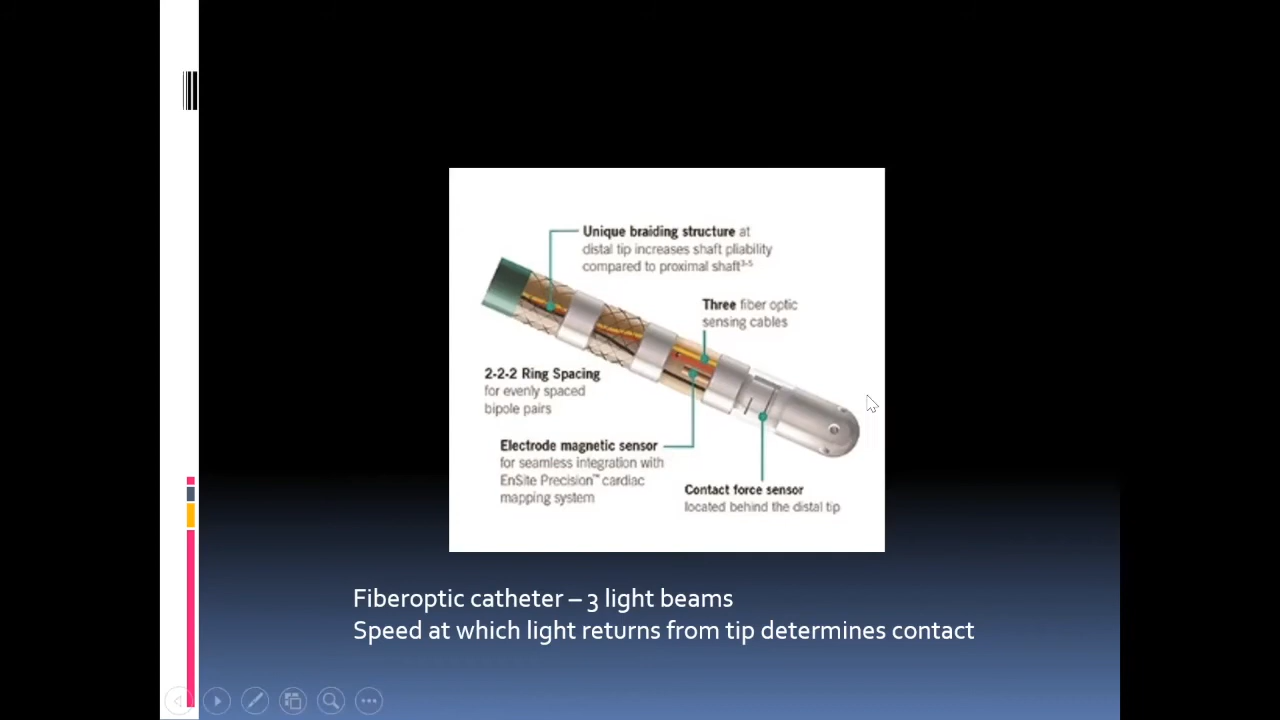 Unique braiding structure at
distal tip increases shaft pliability
compared to proximal shaft³⁻⁵
Three fiber optic
sensing cables
2-2-2 Ring Spacing
for evenly spaced
bipole pairs
Electrode magnetic sensor
for seamless integration with
EnSite Precision™ cardiac
mapping system
Contact force sensor
located behind the distal tip
Fiberoptic catheter – 3 light beams
Speed at which light returns from tip determines contact